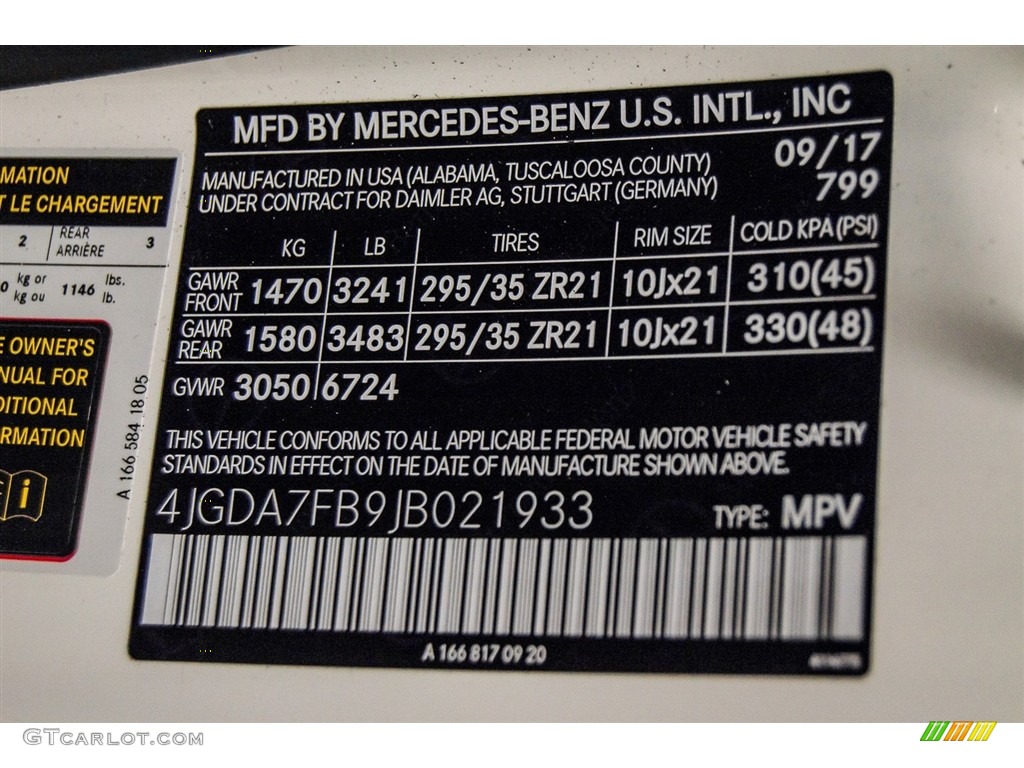 MATION
T LE CHARGEMENT
2 REAR ARRIÈRE 3
0 kg or kg ou 1146 lbs. lb.
E OWNER'S
NUAL FOR
DITIONAL
RMATION
i
A 166 584 18 05
MFD BY MERCEDES-BENZ U.S. INTL., INC
MANUFACTURED IN USA (ALABAMA, TUSCALOOSA COUNTY) 09/17
UNDER CONTRACT FOR DAIMLER AG, STUTTGART (GERMANY) 799
KG LB TIRES RIM SIZE COLD KPA (PSI)
GAWR FRONT 1470 3241 295/35 ZR21 10Jx21 310(45)
GAWR REAR 1580 3483 295/35 ZR21 10Jx21 330(48)
GVWR 3050 6724
THIS VEHICLE CONFORMS TO ALL APPLICABLE FEDERAL MOTOR VEHICLE SAFETY
STANDARDS IN EFFECT ON THE DATE OF MANUFACTURE SHOWN ABOVE.
4JGDA7FB9JB021933 TYPE: MPV
A 166 817 09 20
GTCARLOT.COM